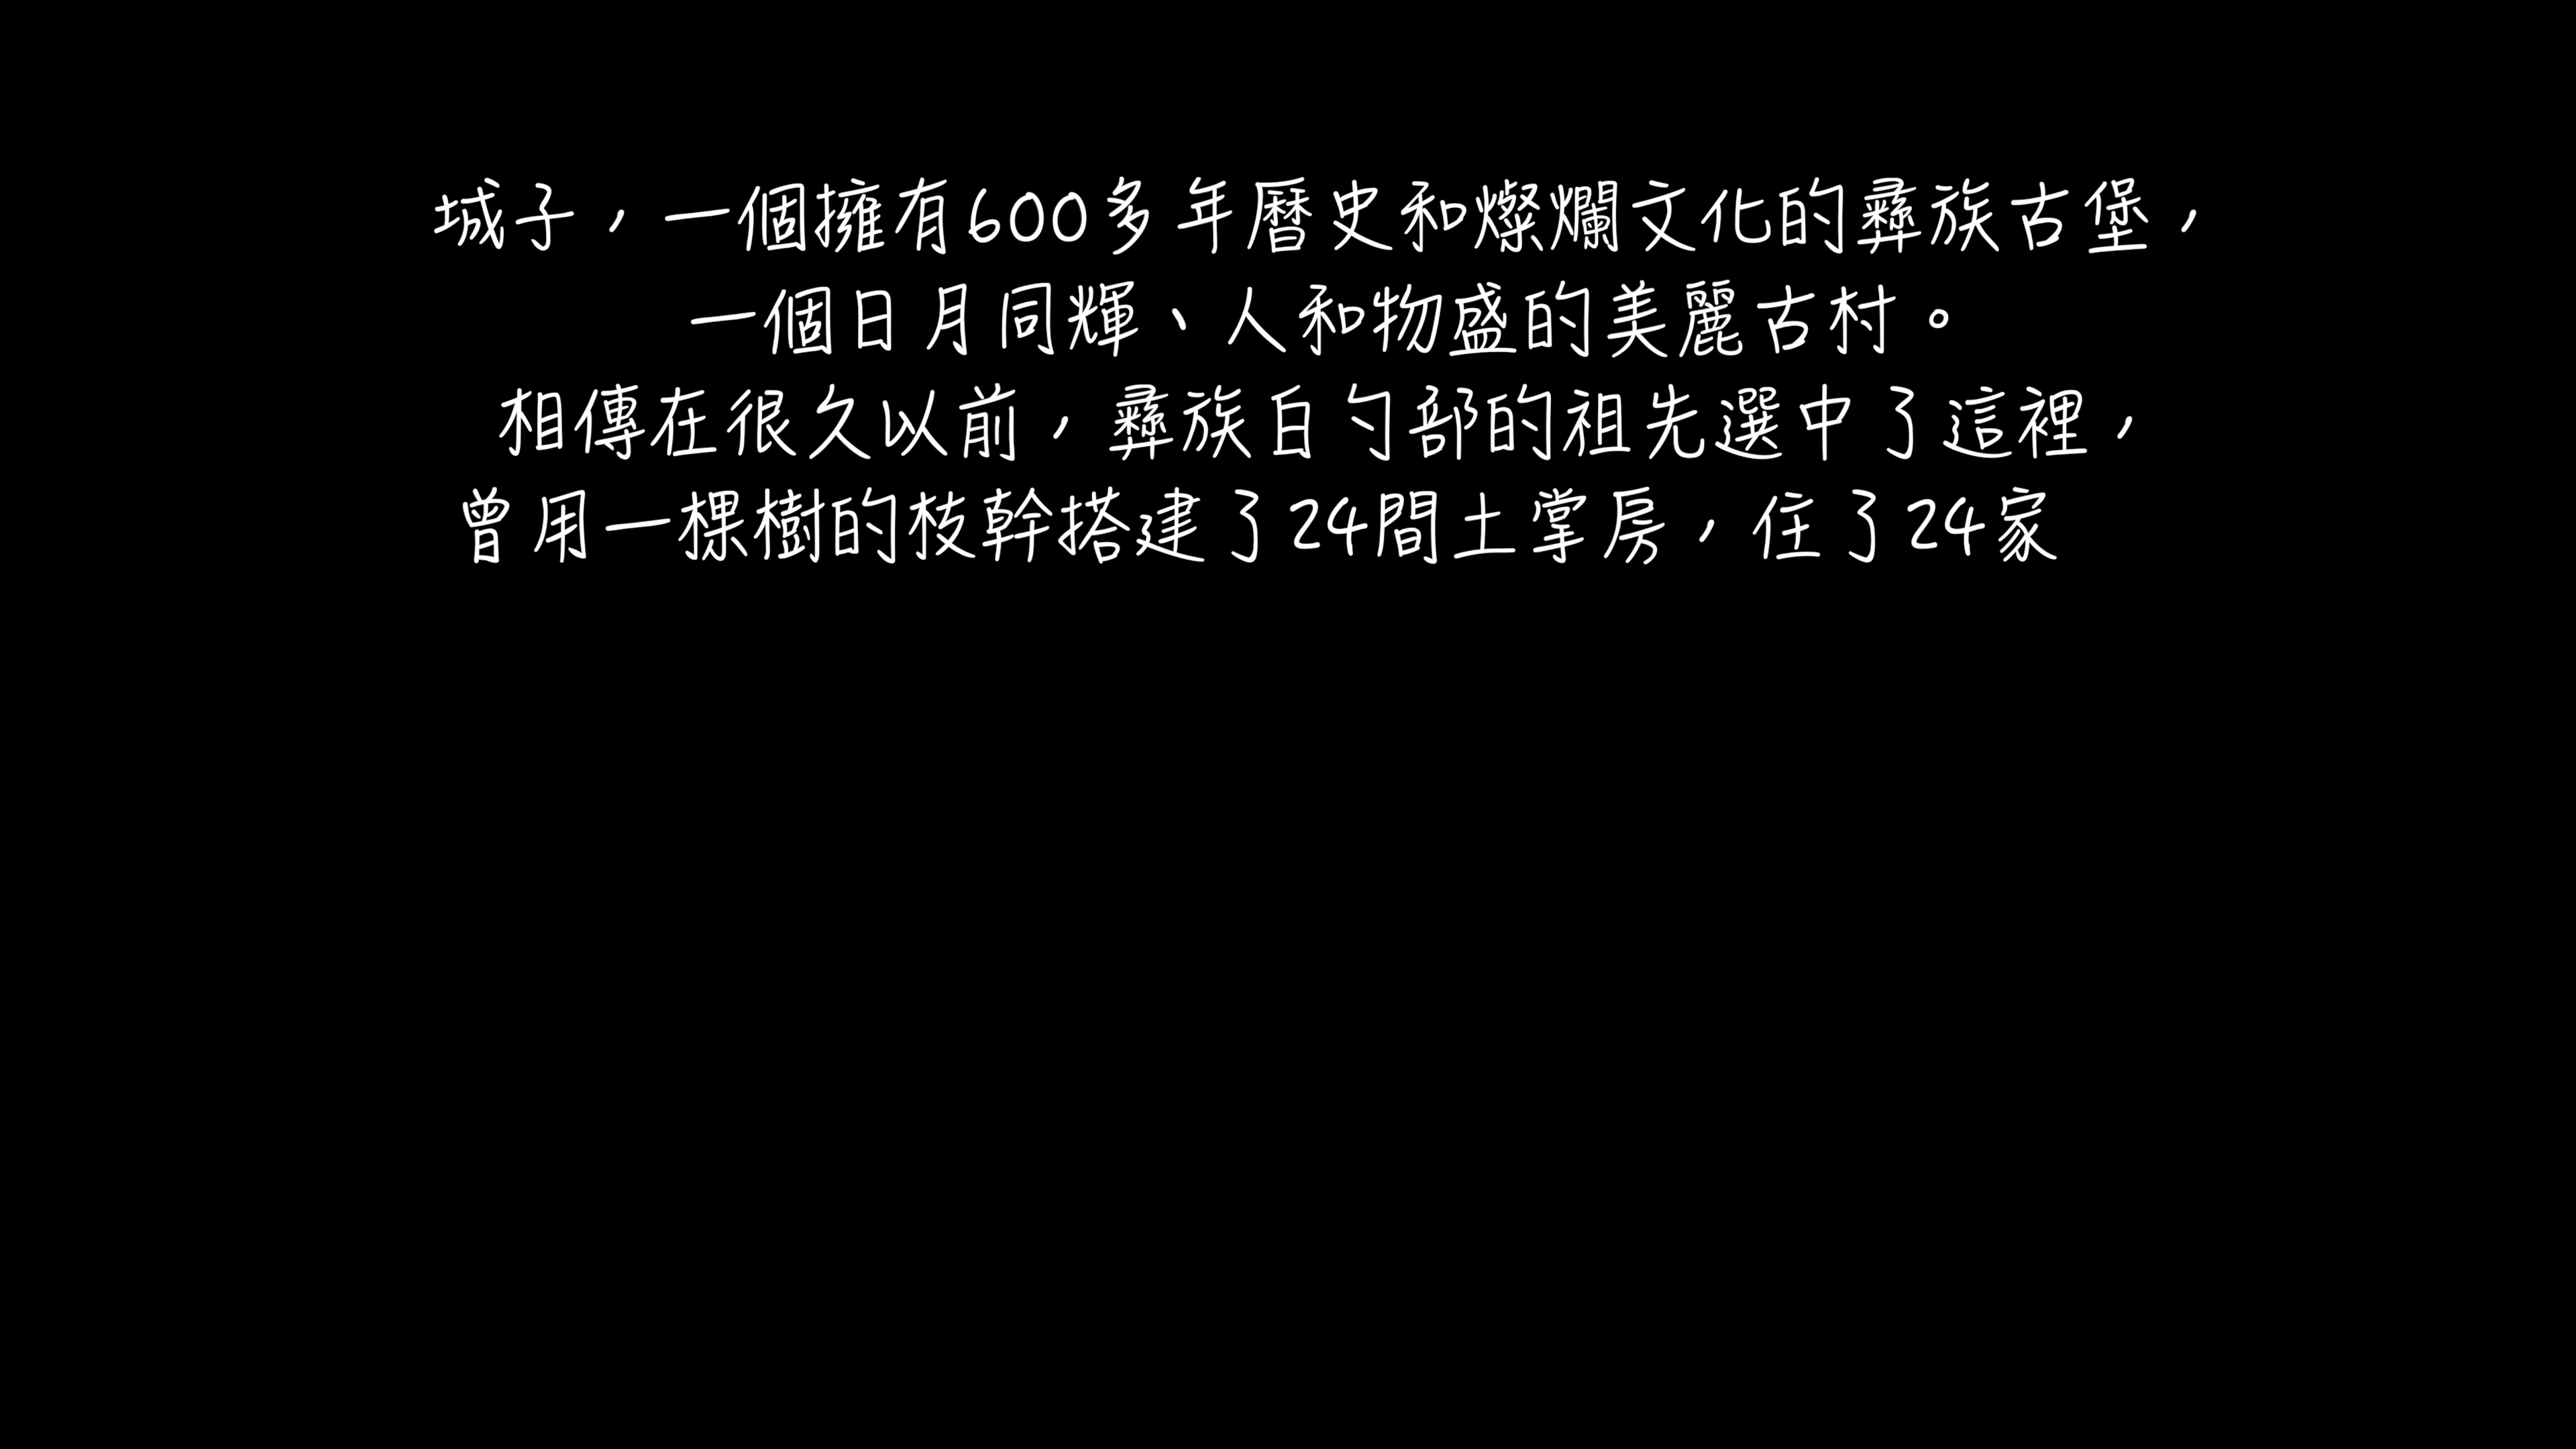 城子，一個擁有600多年曆史和燦爛文化的彝族古堡，
一個日月同輝、人和物盛的美麗古村。
相傳在很久以前，彝族白勺部的祖先選中了這裡，
曾用一棵樹的枝幹搭建了24間土掌房，住了24家